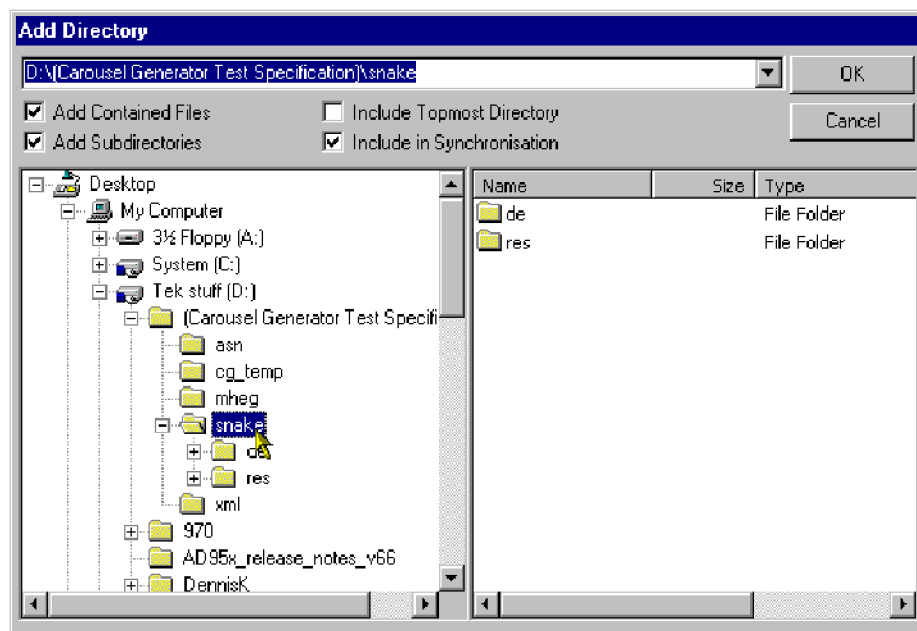 Add Directory
D:\(Carousel Generator Test Specification)\snake
OK
Add Contained Files
Include Topmost Directory
Cancel
Add Subdirectories
Include in Synchronisation
Desktop
My Computer
3½ Floppy (A:)
System (C:)
Tek stuff (D:)
(Carousel Generator Test Specifi
asn
cg_temp
mheg
snake
de
res
xml
970
AD95x_release_notes_v66
DennisK
Name Size Type
de File Folder
res File Folder